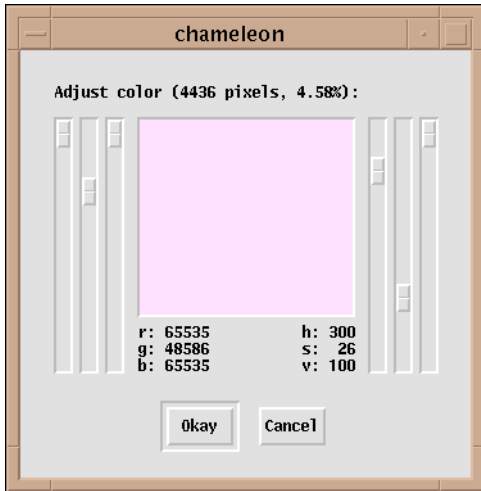 chameleon
Adjust color (4436 pixels, 4.58%):
r: 65535
g: 48586
b: 65535
h: 300
s: 26
v: 100
Okay
Cancel